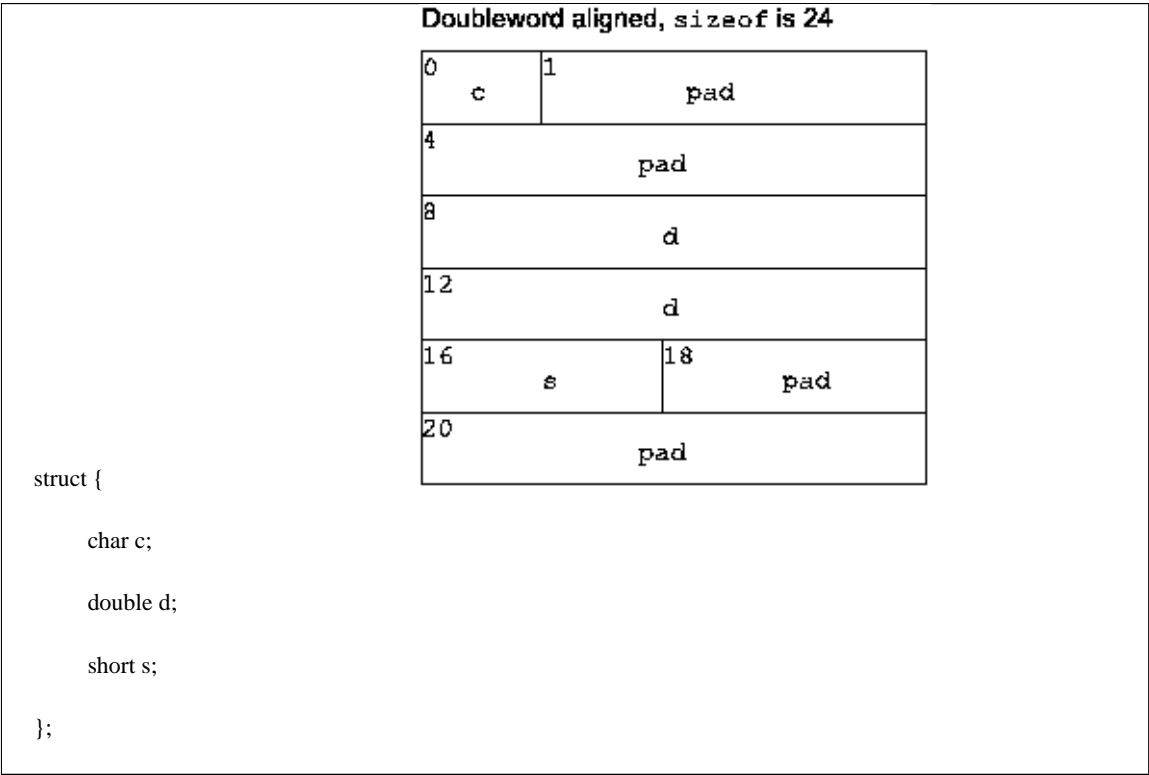 Doubleword aligned, sizeof is 24
0 c 1 pad
4 pad
8 d
12 d
16 s 18 pad
20 pad
struct {
char c;
double d;
short s;
};